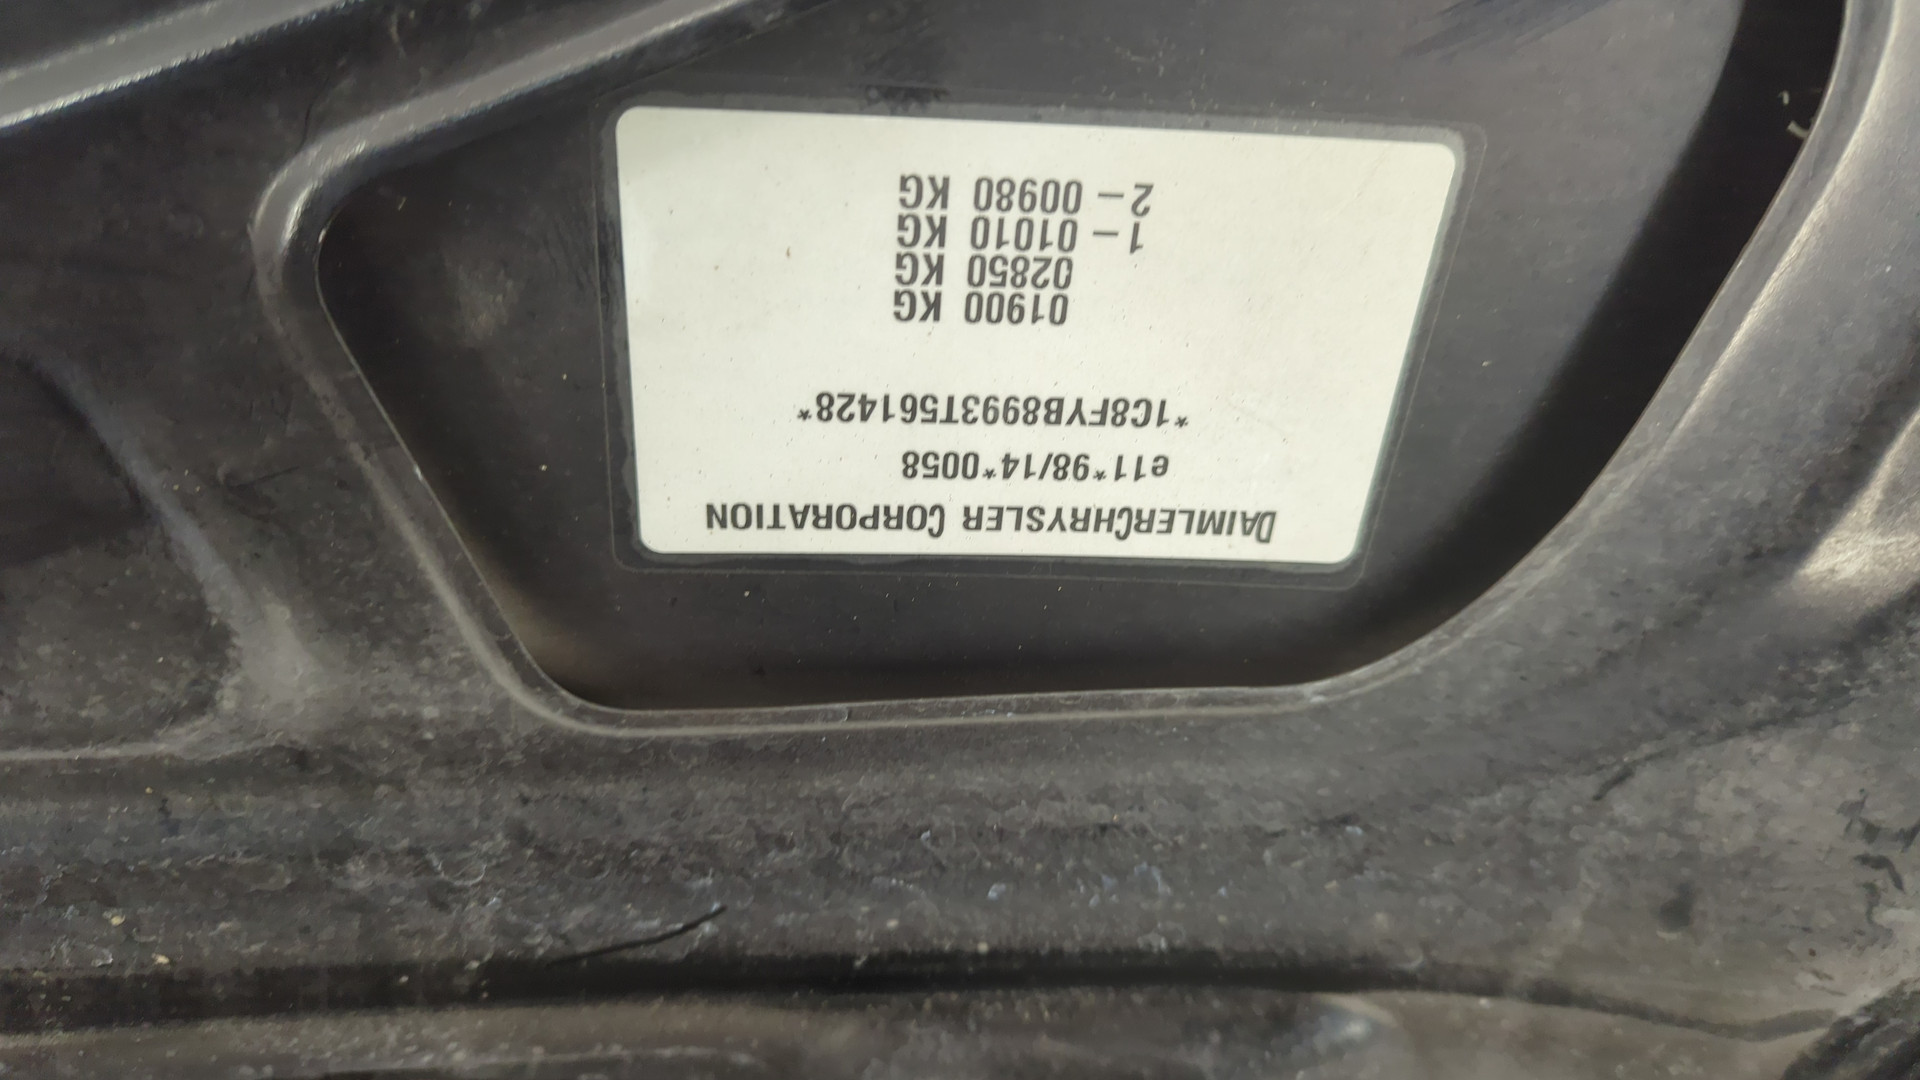 DAIMLERCHRYSLER CORPORATION
e11*98/14*0058
*1C8FYB8993T561428*
01900 KG
02850 KG
1 – 01010 KG
2 – 00980 KG